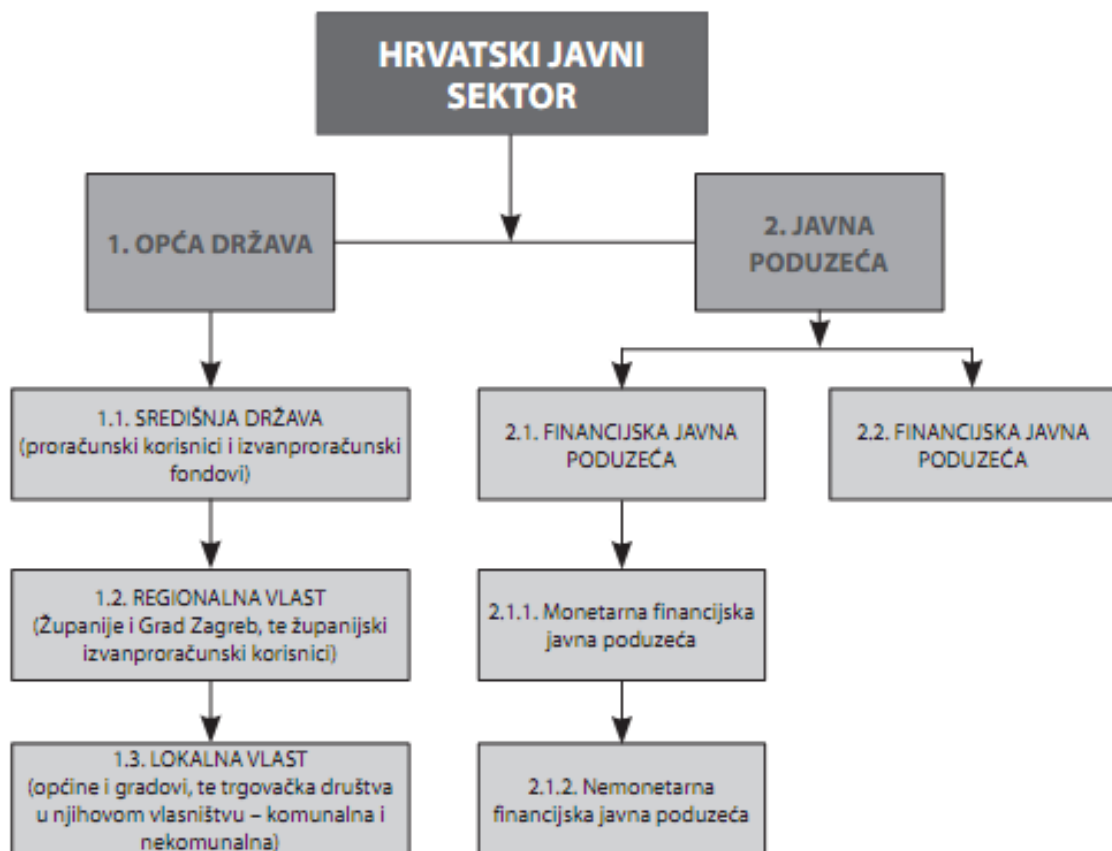 HRVATSKI JAVNI
SEKTOR
1. OPĆA DRŽAVA
2. JAVNA
PODUZEĆA
1.1. SREDIŠNJA DRŽAVA
(proračunski korisnici i izvanproračunski
fondovi)
2.1. FINANCIJSKA JAVNA
PODUZEĆA
2.2. FINANCIJSKA JAVNA
PODUZEĆA
1.2. REGIONALNA VLAST
(Županije i Grad Zagreb, te županijski
izvanproračunski korisnici)
2.1.1. Monetarna financijska
javna poduzeća
1.3. LOKALNA VLAST
(općine i gradovi, te trgovačka društva
u njihovom vlasništvu – komunalna i
nekomunalna)
2.1.2. Nemonetarna
financijska javna poduzeća